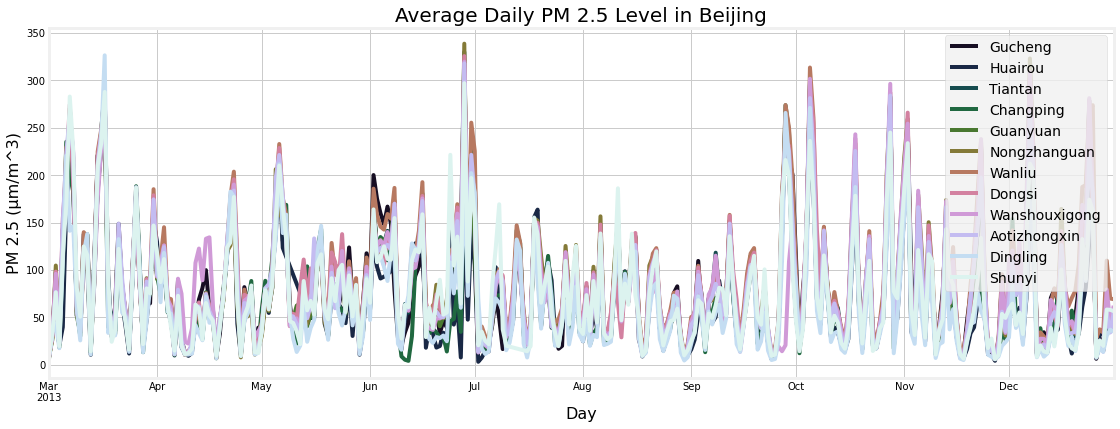 Average Daily PM 2.5 Level in Beijing
PM 2.5 (μm/m^3)
350
300
250
200
150
100
50
0
Gucheng
Huairou
Tiantan
Changping
Guanyuan
Nongzhanguan
Wanliu
Dongsi
Wanshouxigong
Aotizhongxin
Dingling
Shunyi
Mar Apr May Jun Jul Aug Sep Oct Nov Dec
2013
Day